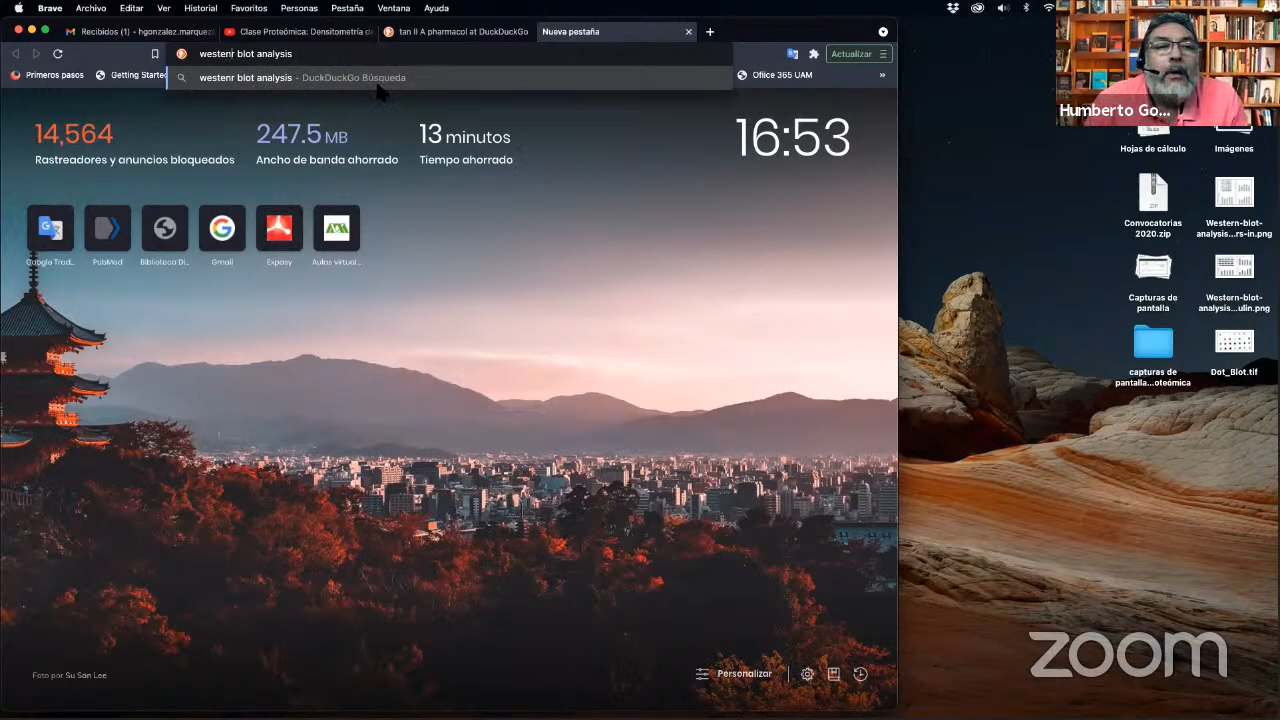 Brave Archivo Editar Ver Historial Favoritos Personas Pestaña Ventana Ayuda
Recibidos (1) - hgonzalez.marquez
Clase Proteómica: Densitometría de
tan II A pharmacol at DuckDuckGo
Nueva pestaña
westenr blot analysis
Actualizar
westenr blot analysis - DuckDuckGo Búsqueda
Primeros pasos
Getting Started
Office 365 UAM
»
Humberto Go...
14,564
Rastreadores y anuncios bloqueados
247.5 MB
Ancho de banda ahorrado
13 minutos
Tiempo ahorrado
16:53
Google Trad...
PubMed
Biblioteca Di...
Gmail
Expasy
Aulas virtual...
Hojas de cálculo
Imágenes
ZIP
Convocatorias
2020.zip
Western-blot-
analysis...rs-in.png
Capturas de
pantalla
Western-blot-
analysis...ulin.png
capturas de
pantalla...oteómica
Dot_Blot.tif
Foto por Su San Lee
Personalizar
zoom